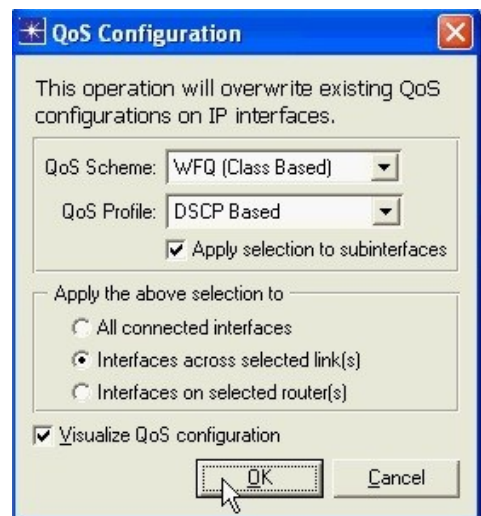 QoS Configuration
This operation will overwrite existing QoS
configurations on IP interfaces.
QoS Scheme: WFQ (Class Based)
QoS Profile: DSCP Based
Apply selection to subinterfaces
Apply the above selection to
All connected interfaces
Interfaces across selected link(s)
Interfaces on selected router(s)
Visualize QoS configuration
OK Cancel